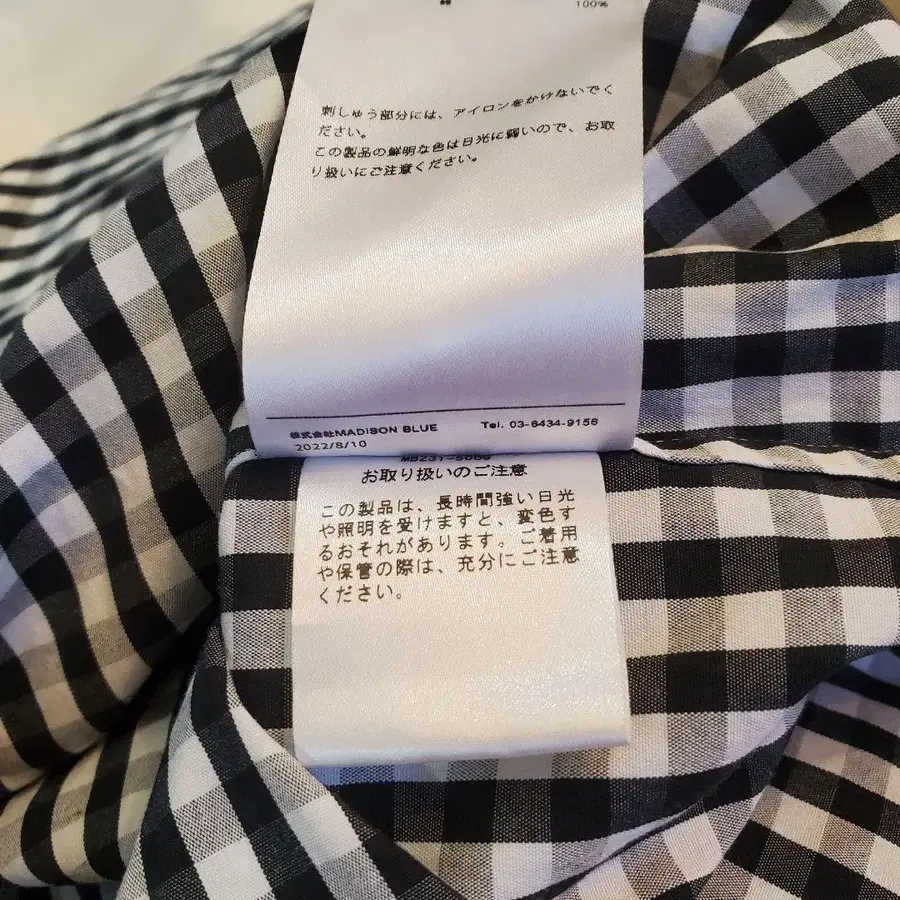 綿 100%
刺しゅう部分には、アイロンをかけないでく
ださい。
この製品の鮮明な色は日光に弱いので、お取
り扱いにご注意ください。
株式会社MADISON BLUE Tel. 03-6434-9156
2022/8/10
お取り扱いのご注意
この製品は、長時間強い日光
や照明を受けますと、変色す
るおそれがあります。ご着用
や保管の際は、充分にご注意
ください。